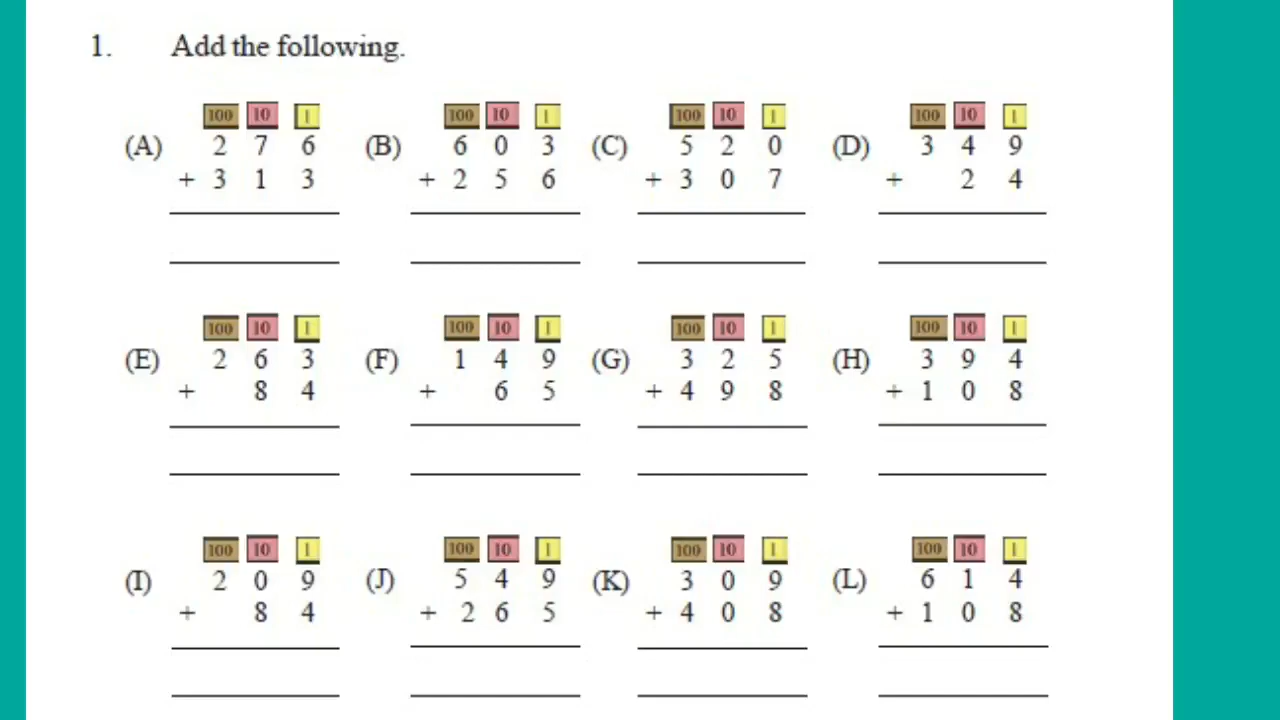 1. Add the following.
100 10 1 100 10 1 100 10 1 100 10 1
(A) 2 7 6 (B) 6 0 3 (C) 5 2 0 (D) 3 4 9
+ 3 1 3 + 2 5 6 + 3 0 7 + 2 4
100 10 1 100 10 1 100 10 1 100 10 1
(E) 2 6 3 (F) 1 4 9 (G) 3 2 5 (H) 3 9 4
+ 8 4 + 6 5 + 4 9 8 + 1 0 8
100 10 1 100 10 1 100 10 1 100 10 1
(I) 2 0 9 (J) 5 4 9 (K) 3 0 9 (L) 6 1 4
+ 8 4 + 2 6 5 + 4 0 8 + 1 0 8